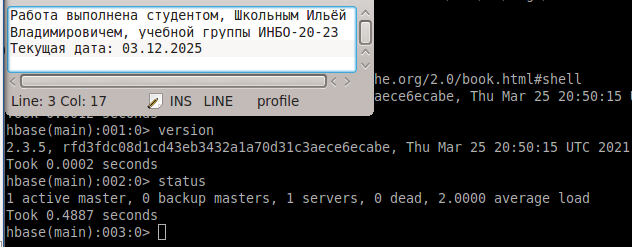 Работа выполнена студентом, Школьным Ильёй
Владимировичем, учебной группы ИНБО-20-23
Текущая дата: 03.12.2025
Line: 3 Col: 17 INS LINE profile
he.org/2.0/book.html#shell
aece6ecabe, Thu Mar 25 20:50:15
Took 0.0012 seconds
hbase(main):001:0> version
2.3.5, rfd3fdc08d1cd43eb3432a1a70d31c3aece6ecabe, Thu Mar 25 20:50:15 UTC 2021
Took 0.0002 seconds
hbase(main):002:0> status
1 active master, 0 backup masters, 1 servers, 0 dead, 2.0000 average load
Took 0.4887 seconds
hbase(main):003:0>